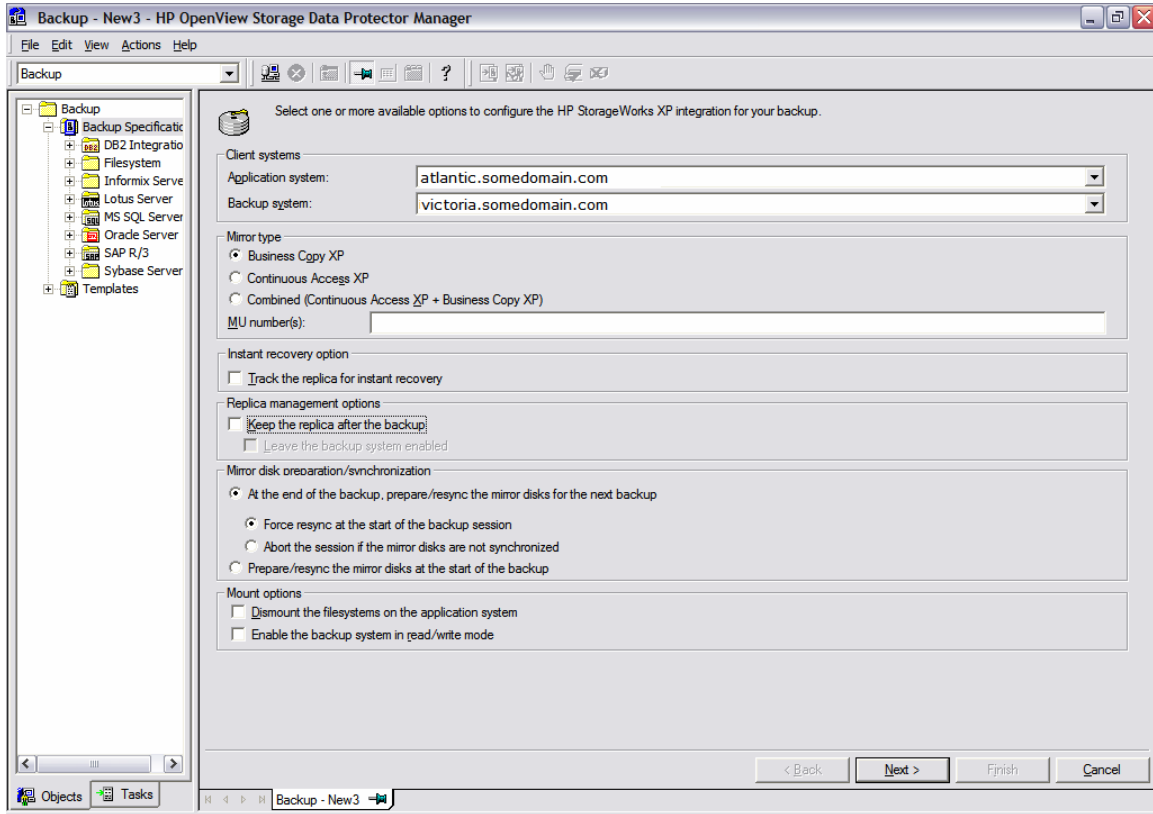 Backup - New3 - HP OpenView Storage Data Protector Manager
File Edit View Actions Help
Backup
Backup
Backup Specificatio
DB2 Integratio
Filesystem
Informix Serve
Lotus Server
MS SQL Server
Oracle Server
SAP R/3
Sybase Server
Templates
Objects
Tasks
Select one or more available options to configure the HP StorageWorks XP integration for your backup.
Client systems
Application system: atlantic.somedomain.com
Backup system: victoria.somedomain.com
Mirror type
Business Copy XP
Continuous Access XP
Combined (Continuous Access XP + Business Copy XP)
MU number(s):
Instant recovery option
Track the replica for instant recovery
Replica management options
Keep the replica after the backup
Leave the backup system enabled
Mirror disk preparation/synchronization
At the end of the backup, prepare/resync the mirror disks for the next backup
Force resync at the start of the backup session
Abort the session if the mirror disks are not synchronized
Prepare/resync the mirror disks at the start of the backup
Mount options
Dismount the filesystems on the application system
Enable the backup system in read/write mode
< Back Next > Finish Cancel
Backup - New3